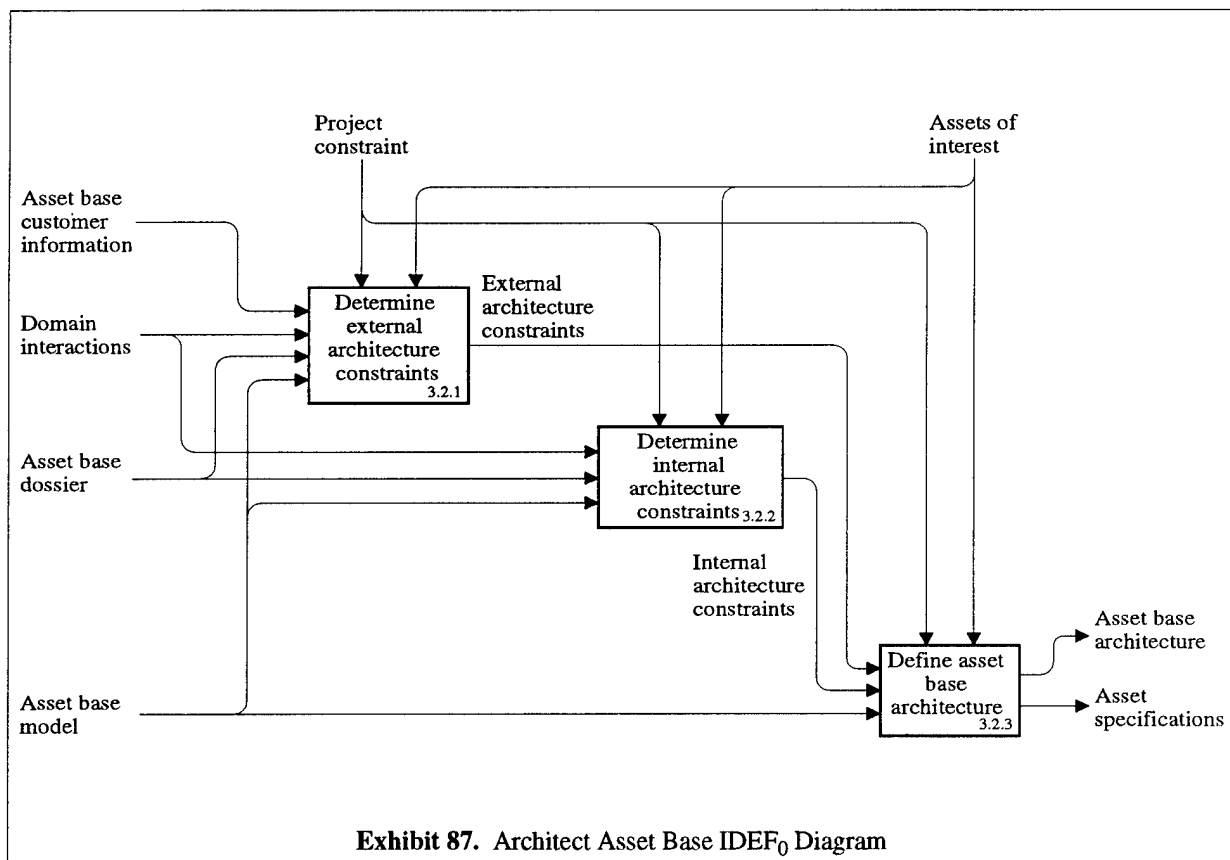 Project
constraint
Assets of
interest
Asset base
customer
information
Domain
interactions
Asset base
dossier
Asset base
model
Determine
external
architecture
constraints
3.2.1
External
architecture
constraints
Determine
internal
architecture
constraints 3.2.2
Internal
architecture
constraints
Define asset
base
architecture
3.2.3
Asset base
architecture
Asset
specifications
Exhibit 87. Architect Asset Base IDEF0 Diagram